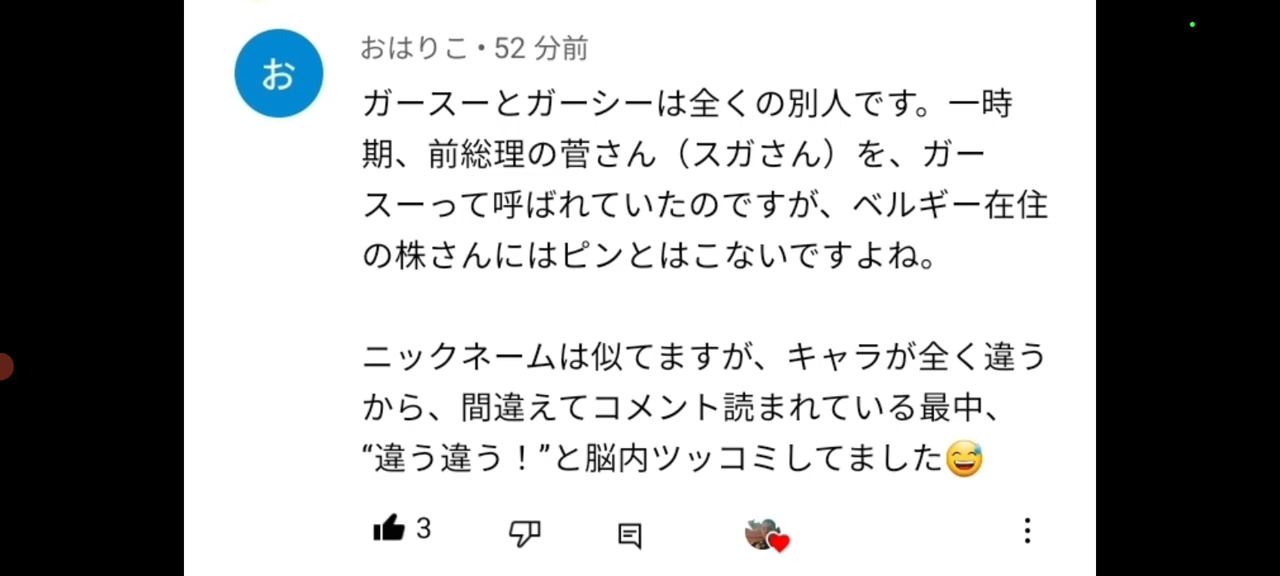 お
おはりこ • 52 分前
ガースーとガーシーは全くの別人です。一時
期、前総理の菅さん（スガさん）を、ガー
スーって呼ばれていたのですが、ベルギー在住
の株さんにはピンとはこないですよね。
ニックネームは似てますが、キャラが全く違う
から、間違えてコメント読まれている最中、
“違う違う！”と脳内ツッコミしてました😅
3